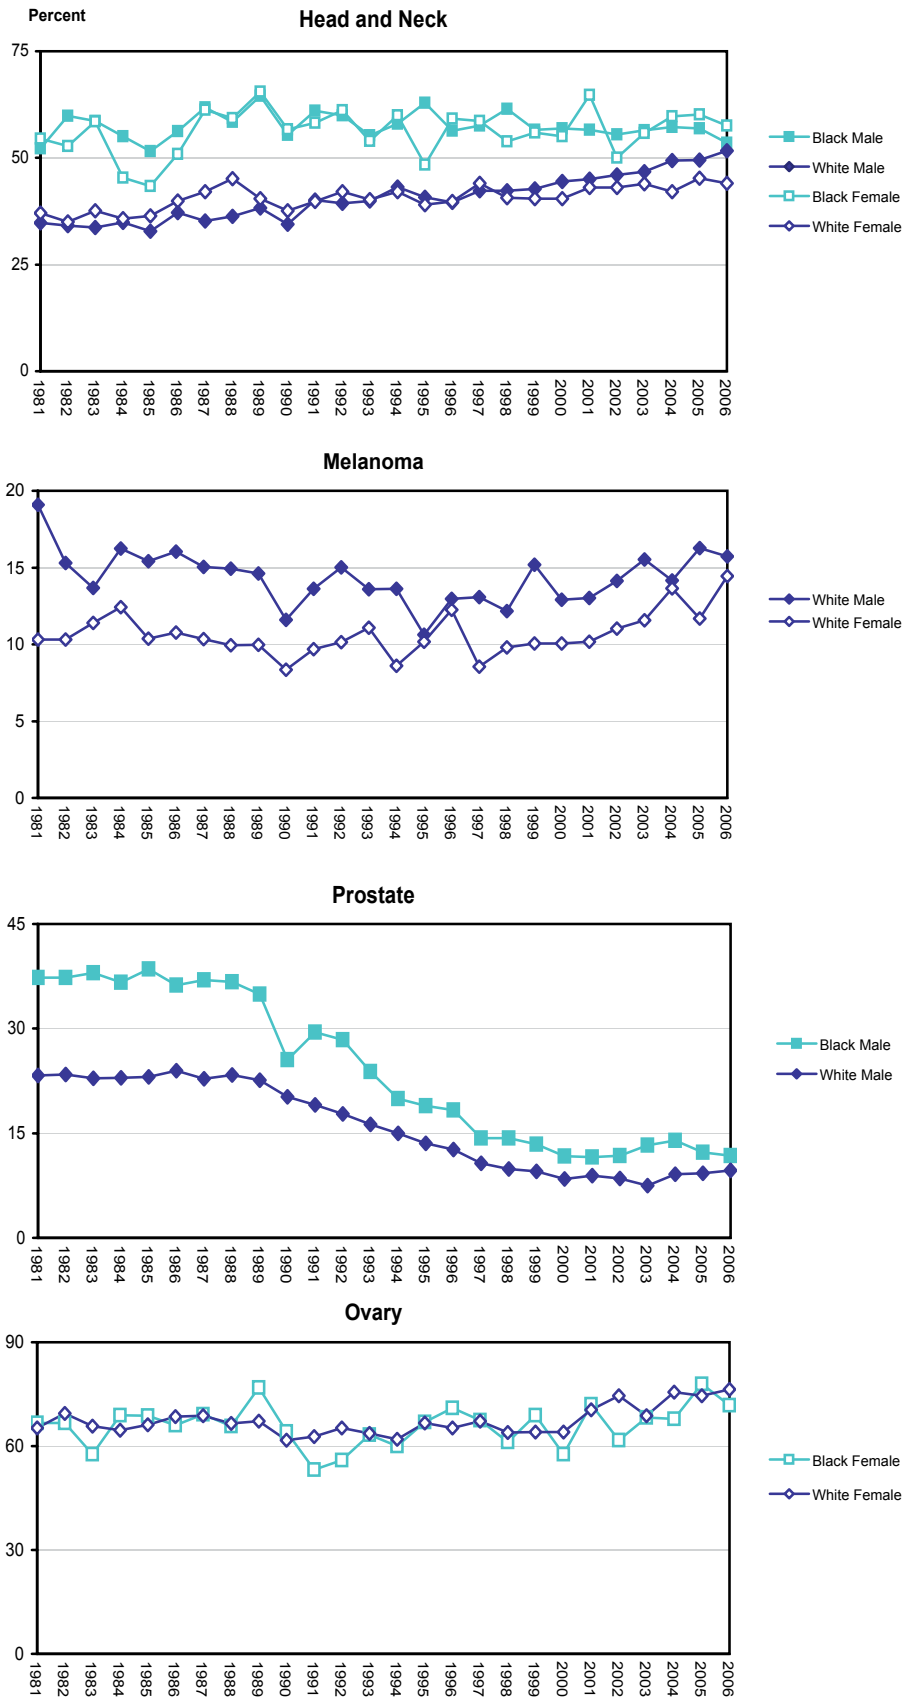 Percent
Head and Neck
75
50
25
0
1981 1982 1983 1984 1985 1986 1987 1988 1989 1990 1991 1992 1993 1994 1995 1996 1997 1998 1999 2000 2001 2002 2003 2004 2005 2006
Black Male
White Male
Black Female
White Female
Melanoma
20
15
10
5
0
1981 1982 1983 1984 1985 1986 1987 1988 1989 1990 1991 1992 1993 1994 1995 1996 1997 1998 1999 2000 2001 2002 2003 2004 2005 2006
White Male
White Female
Prostate
45
30
15
0
1981 1982 1983 1984 1985 1986 1987 1988 1989 1990 1991 1992 1993 1994 1995 1996 1997 1998 1999 2000 2001 2002 2003 2004 2005 2006
Black Male
White Male
Ovary
90
60
30
0
1981 1982 1983 1984 1985 1986 1987 1988 1989 1990 1991 1992 1993 1994 1995 1996 1997 1998 1999 2000 2001 2002 2003 2004 2005 2006
Black Female
White Female